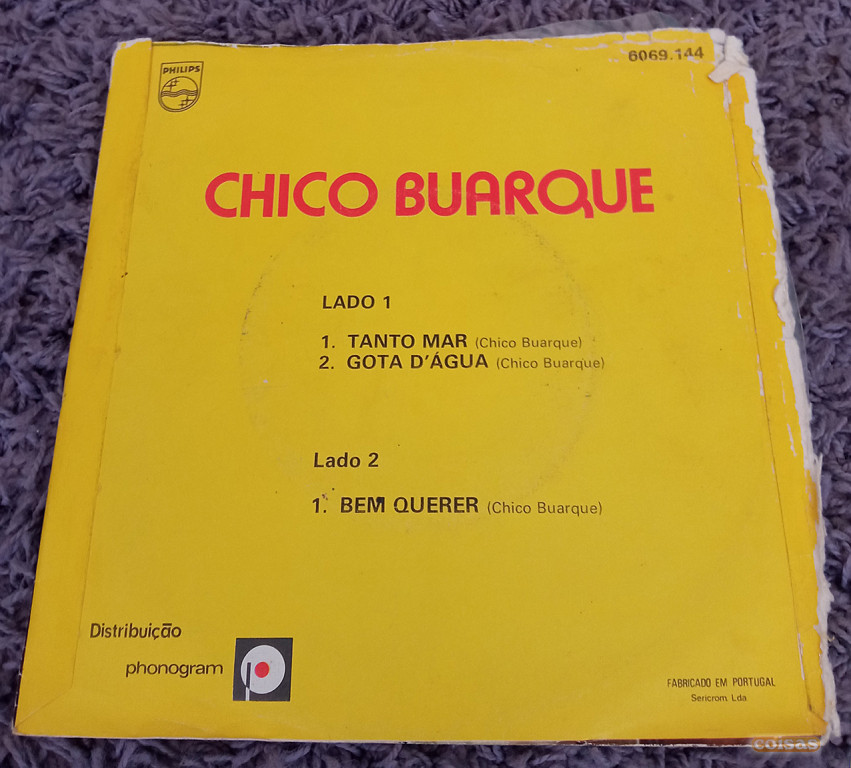 PHILIPS
6069.144
CHICO BUARQUE
LADO 1
1. TANTO MAR (Chico Buarque)
2. GOTA D'ÁGUA (Chico Buarque)
Lado 2
1. BEM QUERER (Chico Buarque)
Distribuição
phonogram
FABRICADO EM PORTUGAL
Sericrom, Lda.
coisas